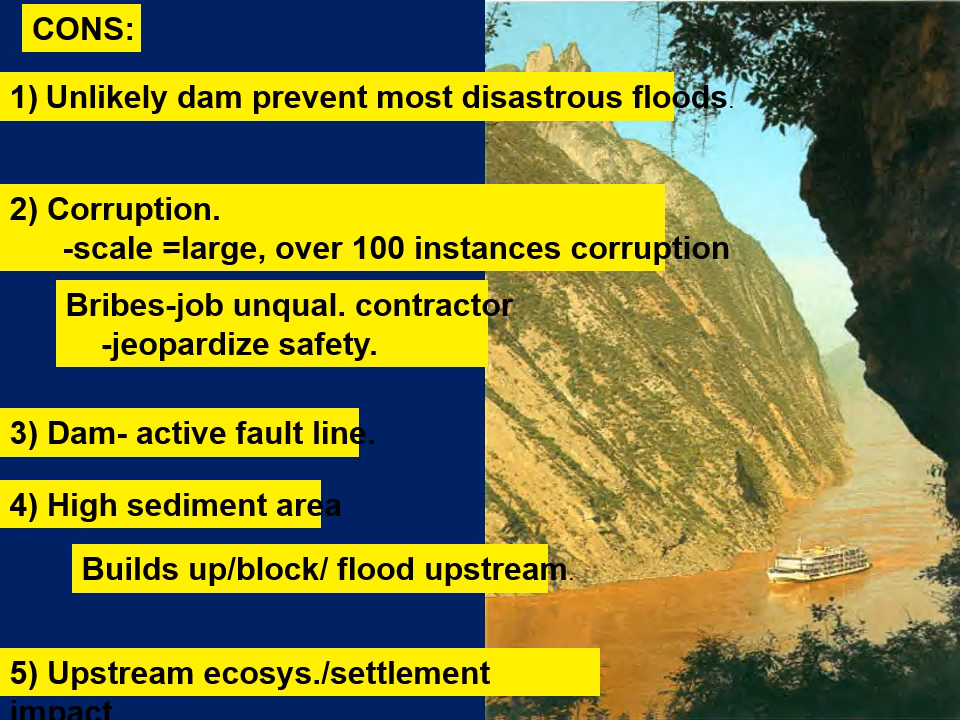 CONS:
1) Unlikely dam prevent most disastrous floods.
2) Corruption.
-scale =large, over 100 instances corruption
Bribes-job unqual. contractor
-jeopardize safety.
3) Dam- active fault line.
4) High sediment area
Builds up/block/ flood upstream.
5) Upstream ecosys./settlement
impact